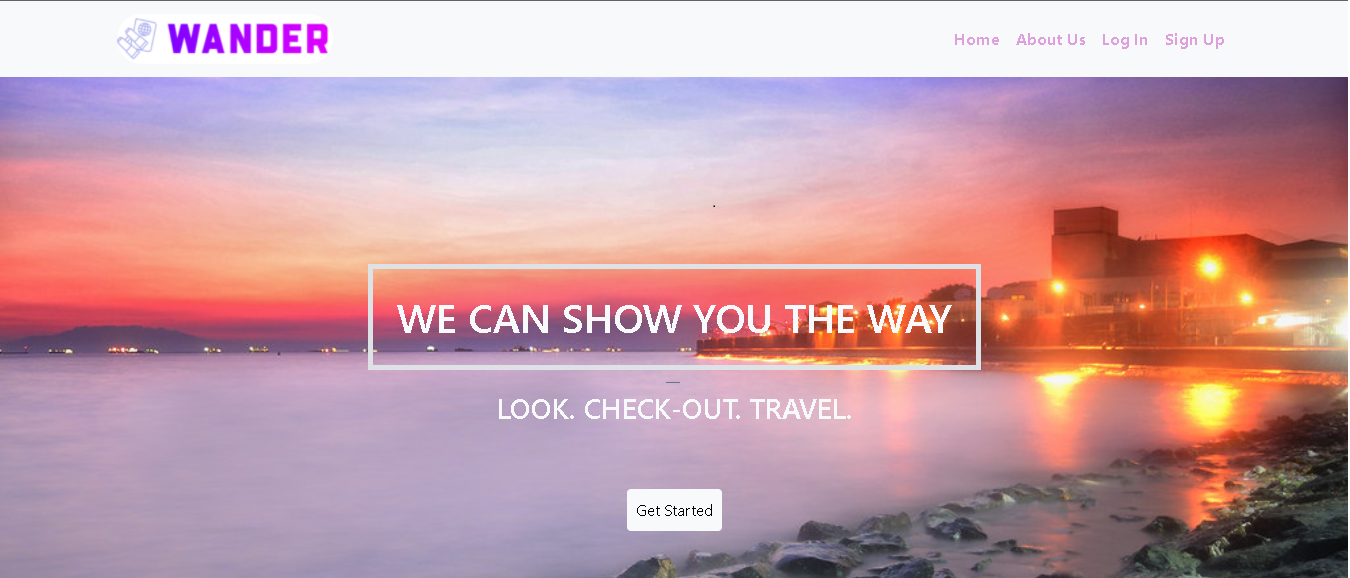 WANDER
Home About Us Log In Sign Up
WE CAN SHOW YOU THE WAY
LOOK. CHECK-OUT. TRAVEL.
Get Started